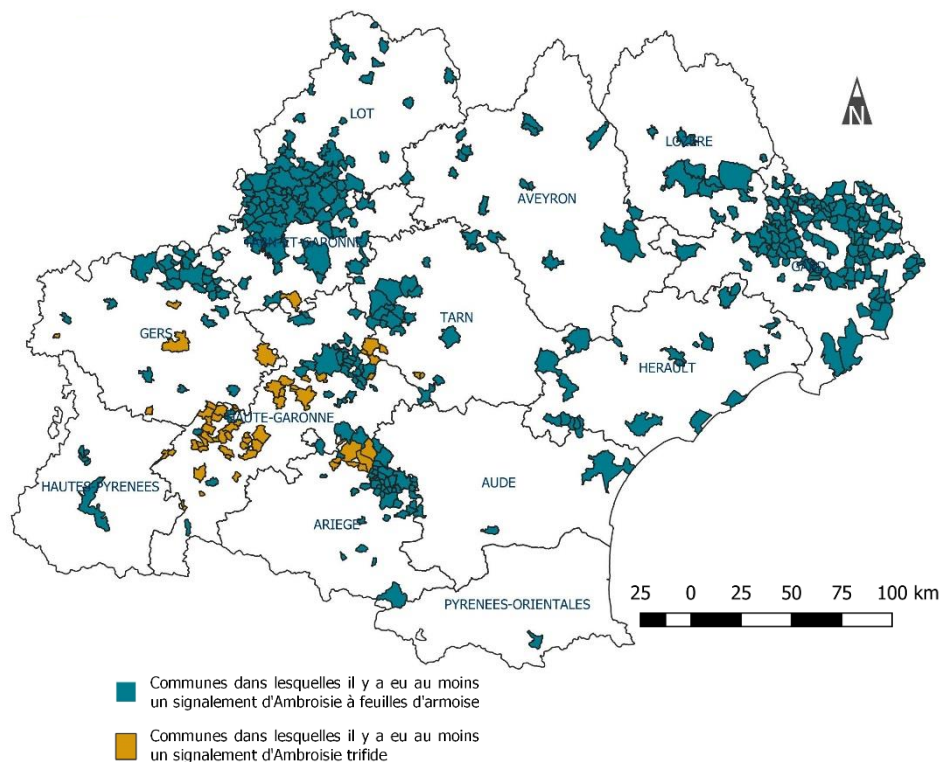 N
LOT
LOZERE
AVEYRON
TARN-ET-GARONNE
GARD
GERS
TARN
HERAULT
HAUTE-GARONNE
HAUTES-PYRENEES
AUDE
ARIEGE
PYRENEES-ORIENTALES
25 0 25 50 75 100 km
Communes dans lesquelles il y a eu au moins
un signalement d'Ambroisie à feuilles d'armoise
Communes dans lesquelles il y a eu au moins
un signalement d'Ambroisie trifide